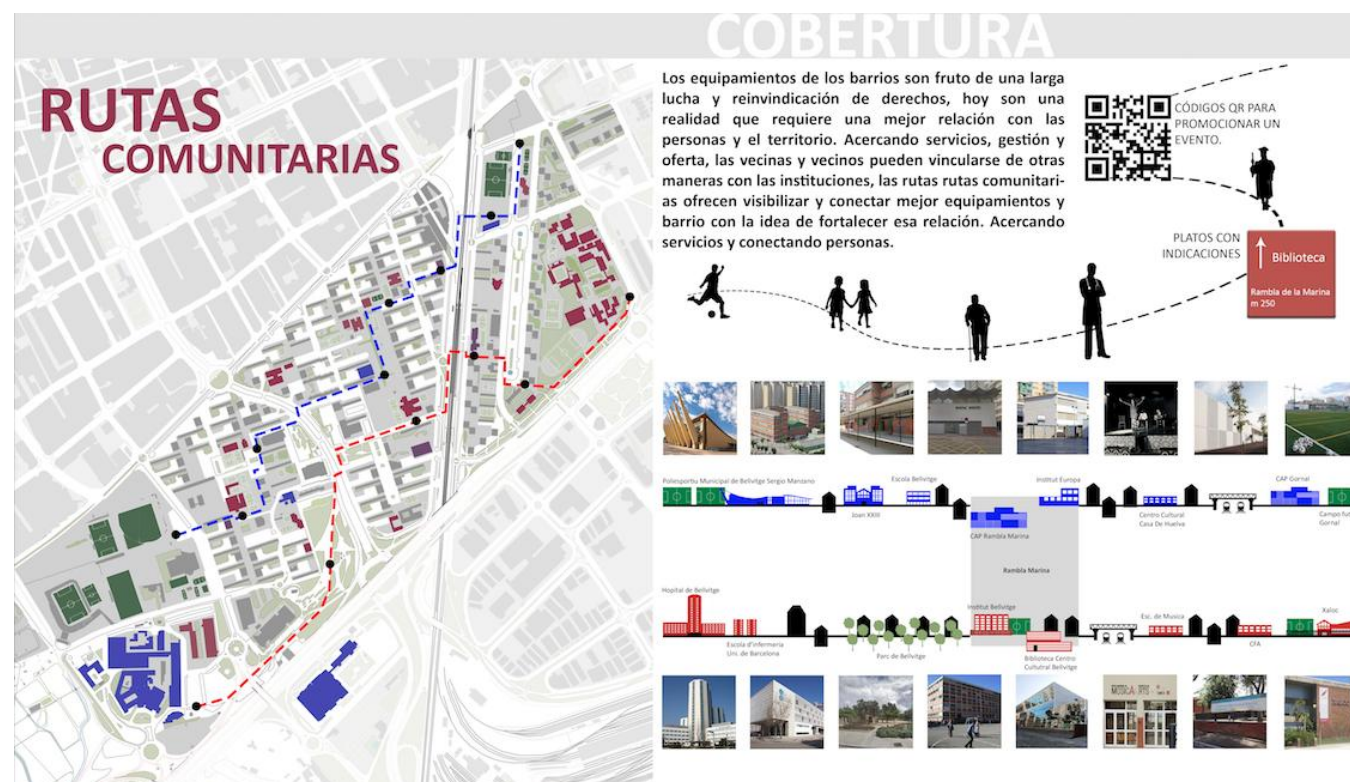 COBERTURA
RUTAS
COMUNITARIAS
Los equipamientos de los barrios son fruto de una larga
lucha y reinvindicación de derechos, hoy son una
realidad que requiere una mejor relación con las
personas y el territorio. Acercando servicios, gestión y
oferta, las vecinas y vecinos pueden vincularse de otras
maneras con las instituciones, las rutas rutas comunitari-
as ofrecen visibilizar y conectar mejor equipamientos y
barrio con la idea de fortalecer esa relación. Acercando
servicios y conectando personas.
CÓDIGOS QR PARA
PROMOCIONAR UN
EVENTO.
PLATOS CON
INDICACIONES
Biblioteca
Rambla de la Marina
m 250
Poliesportiu Municipal de Bellvitge Sergio Manzano
Escola Bellvitge
Institut Europa
CAP Gornal
Joan XXIII
CAP Rambla Marina
Centro Cultural
Casa De Huelva
Campo fut
Gornal
Rambla Marina
Hopital de Bellvitge
Institut Bellvitge
Esc. de Musica
Xaloc
Escola d'infermeria
Uni. de Barcelona
Parc de Bellvitge
Biblioteca Centro
Cultutral Bellvitge
CFA